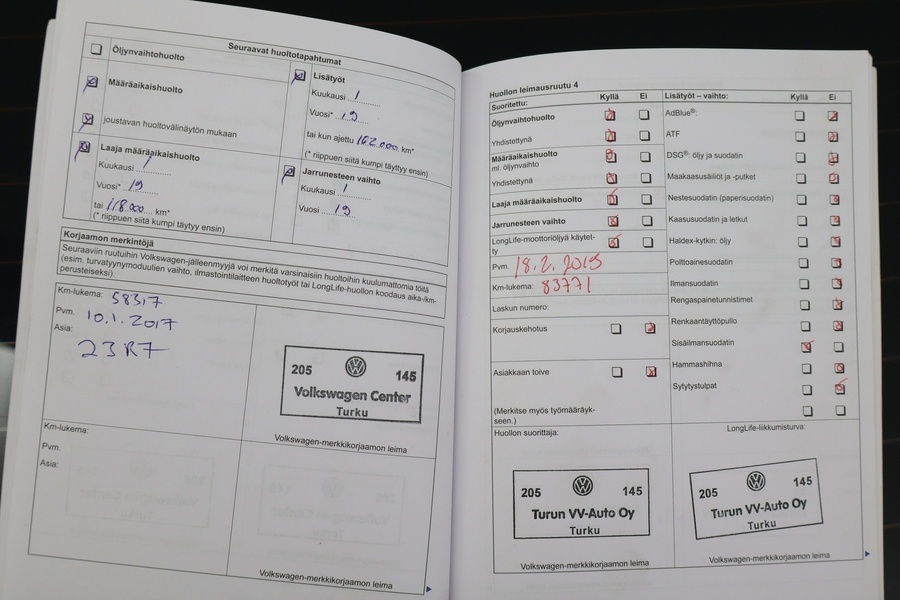 Seuraavat huoltotapahtumat
Öljynvaihtohuolto
Määräaikaishuolto
joustavan huoltovälinäytön mukaan
Laaja määräaikaishuolto
Kuukausi 1
Vuosi* 19
tai 118000 km*
(* riippuen siitä kumpi täyttyy ensin)
Lisätyöt
Kuukausi 1
Vuosi* 19
tai kun ajettu 162.000 km*
(* riippuen siitä kumpi täyttyy ensin)
Jarrunesteen vaihto
Kuukausi 1
Vuosi 19
Korjaamon merkintöjä
Seuraaviin ruutuihin Volkswagen-jälleenmyyjä voi merkitä varsinaisiin huoltoihin kuulumattomia töitä
(esim. turvatyynymoduulien vaihto, ilmastointilaitteen huoltotyöt tai LongLife-huollon koodaus aika-/km-
perusteiseksi).
Km-lukema: 58317
Pvm. 10.1.2017
Asia:
23R7
205 145
Volkswagen Center
Turku
Volkswagen-merkkikorjaamon leima
Km-lukema:
Pvm.
Asia:
Volkswagen-merkkikorjaamon leima
Huollon leimausruutu 4
Suoritettu: Kyllä Ei
Öljynvaihtohuolto
Yhdistettynä
Määräaikaishuolto
ml. öljynvaihto
Yhdistettynä
Laaja määräaikaishuolto
Jarrunesteen vaihto
LongLife-moottoriöljyä käytet-
ty
Pvm. 18.2.2019
Km-lukema: 83771
Laskun numero:
Korjauskehotus
Asiakkaan toive
(Merkitse myös työmääräyk-
seen.)
Lisätyöt – vaihto: Kyllä Ei
AdBlue®:
ATF
DSG®: öljy ja suodatin
Maakaasusäiliöt ja -putket
Nestesuodatin (paperisuodatin)
Kaasusuodatin ja letkut
Haldex-kytkin: öljy
Polttoainesuodatin
Ilmansuodatin
Rengaspainetunnistimet
Renkaantäyttöpullo
Sisäilmansuodatin
Hammashihna
Sytytystulpat
Huollon suorittaja:
205 145
Turun VV-Auto Oy
Turku
Volkswagen-merkkikorjaamon leima
LongLife-liikkumisturva:
205 145
Turun VV-Auto Oy
Turku
Volkswagen-merkkikorjaamon leima